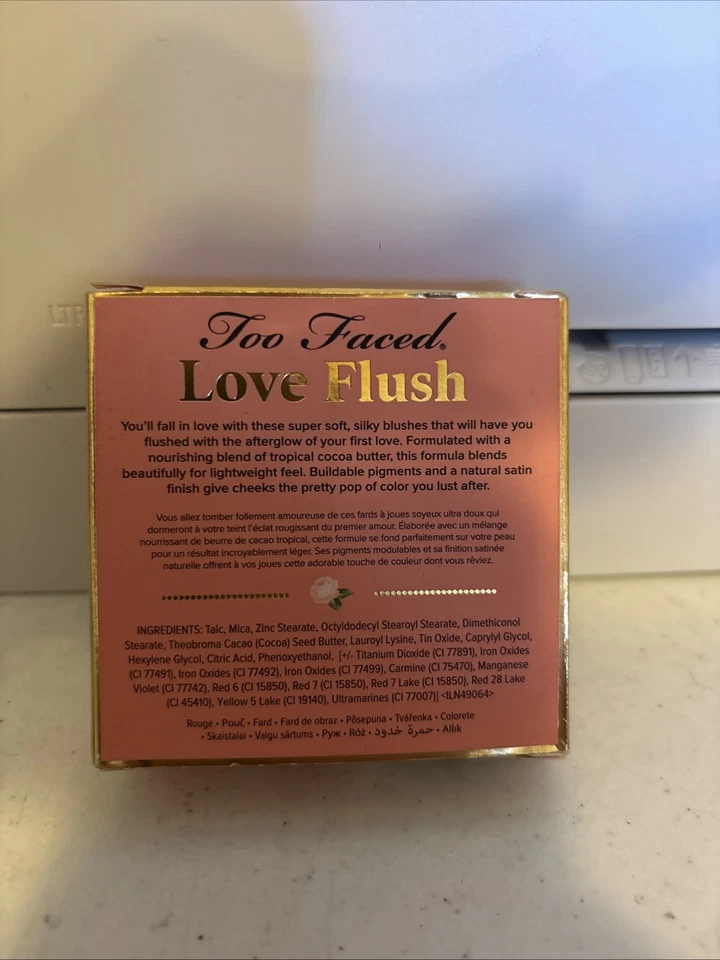 Too Faced®
Love Flush
You'll fall in love with these super soft, silky blushes that will have you
flushed with the afterglow of your first love. Formulated with a
nourishing blend of tropical cocoa butter, this formula blends
beautifully for lightweight feel. Buildable pigments and a natural satin
finish give cheeks the pretty pop of color you lust after.
Vous allez tomber follement amoureuse de ces fards à joues soyeux ultra doux qui
donneront à votre teint l'éclat rougissant du premier amour. Élaborée avec un mélange
nourrissant de beurre de cacao tropical, cette formule se fond parfaitement sur votre peau
pour un résultat incroyablement léger. Ses pigments modulables et sa finition satinée
naturelle offrent à vos joues cette adorable touche de couleur dont vous rêviez.
INGREDIENTS: Talc, Mica, Zinc Stearate, Octyldodecyl Stearoyl Stearate, Dimethiconol
Stearate, Theobroma Cacao (Cocoa) Seed Butter, Lauroyl Lysine, Tin Oxide, Caprylyl Glycol,
Hexylene Glycol, Citric Acid, Phenoxyethanol, [+/- Titanium Dioxide (CI 77891), Iron Oxides
(CI 77491), Iron Oxides (CI 77492), Iron Oxides (CI 77499), Carmine (CI 75470), Manganese
Violet (CI 77742), Red 6 (CI 15850), Red 7 (CI 15850), Red 7 Lake (CI 15850), Red 28 Lake
(CI 45410), Yellow 5 Lake (CI 19140), Ultramarines (CI 77007)] <ILN49064>
Rouge • Ρουζ • Fard • Fard de obraz • Põsepuna • Tvářenka • Colorete
• Skaistalai • Vaigu sārtums • Руж • Róż • حمرة خدود • Allık